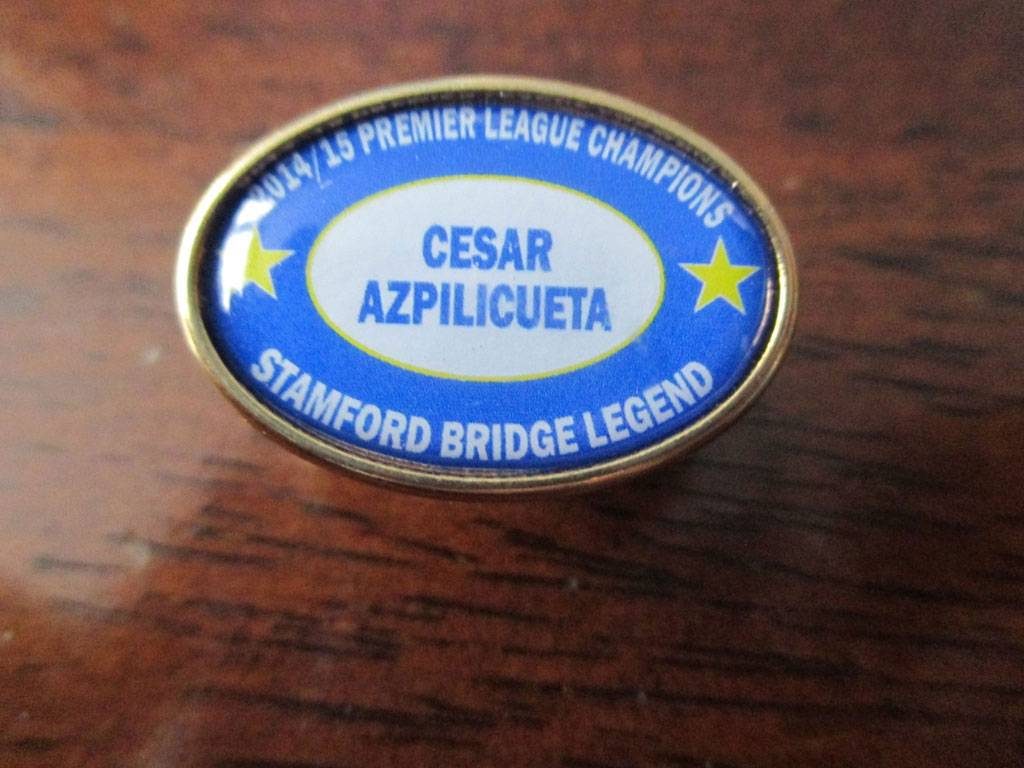 2014/15 PREMIER LEAGUE CHAMPIONS
CESAR
AZPILICUETA
STAMFORD BRIDGE LEGEND